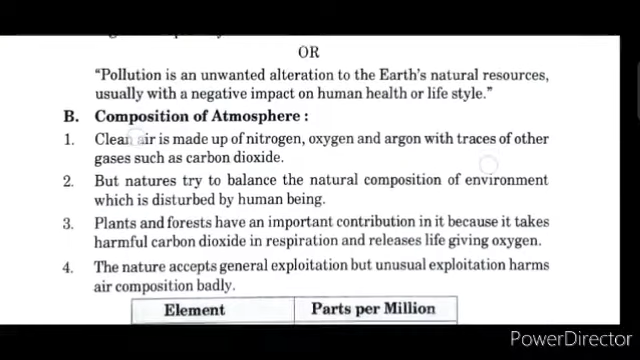 OR
"Pollution is an unwanted alteration to the Earth's natural resources,
usually with a negative impact on human health or life style."
B. Composition of Atmosphere :
1. Clean air is made up of nitrogen, oxygen and argon with traces of other
gases such as carbon dioxide.
2. But natures try to balance the natural composition of environment
which is disturbed by human being.
3. Plants and forests have an important contribution in it because it takes
harmful carbon dioxide in respiration and releases life giving oxygen.
4. The nature accepts general exploitation but unusual exploitation harms
air composition badly.
Element Parts per Million
PowerDirector